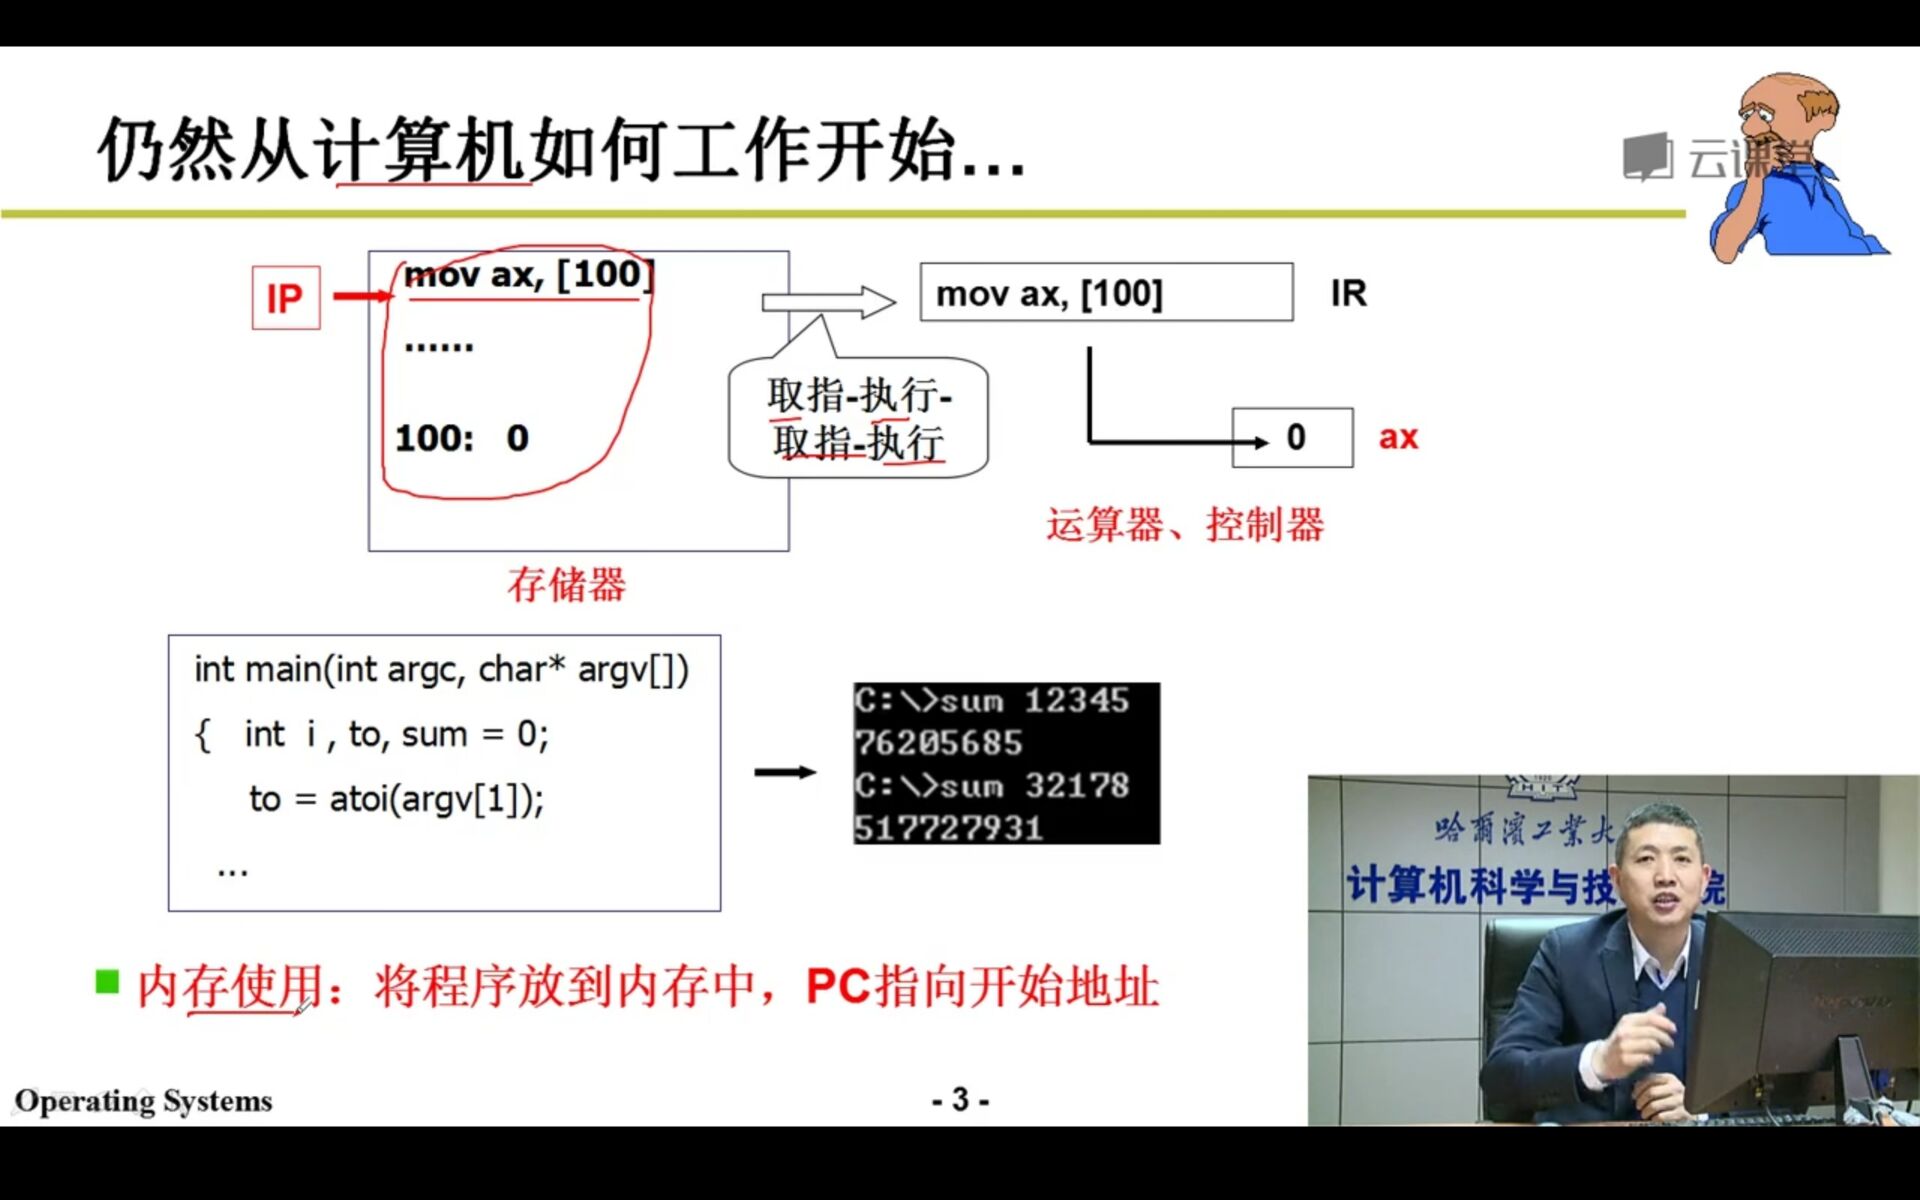 仍然从计算机如何工作开始...
云课堂
IP
mov ax, [100]
......
100: 0
存储器
取指-执行-
取指-执行
mov ax, [100]
IR
0
ax
运算器、控制器
int main(int argc, char* argv[])
{ int i , to, sum = 0;
to = atoi(argv[1]);
...
C:\>sum 12345
76205685
C:\>sum 32178
517727931
内存使用：将程序放到内存中，PC指向开始地址
HIT
哈爾濱工業大
计算机科学与技 院
Operating Systems
- 3 -